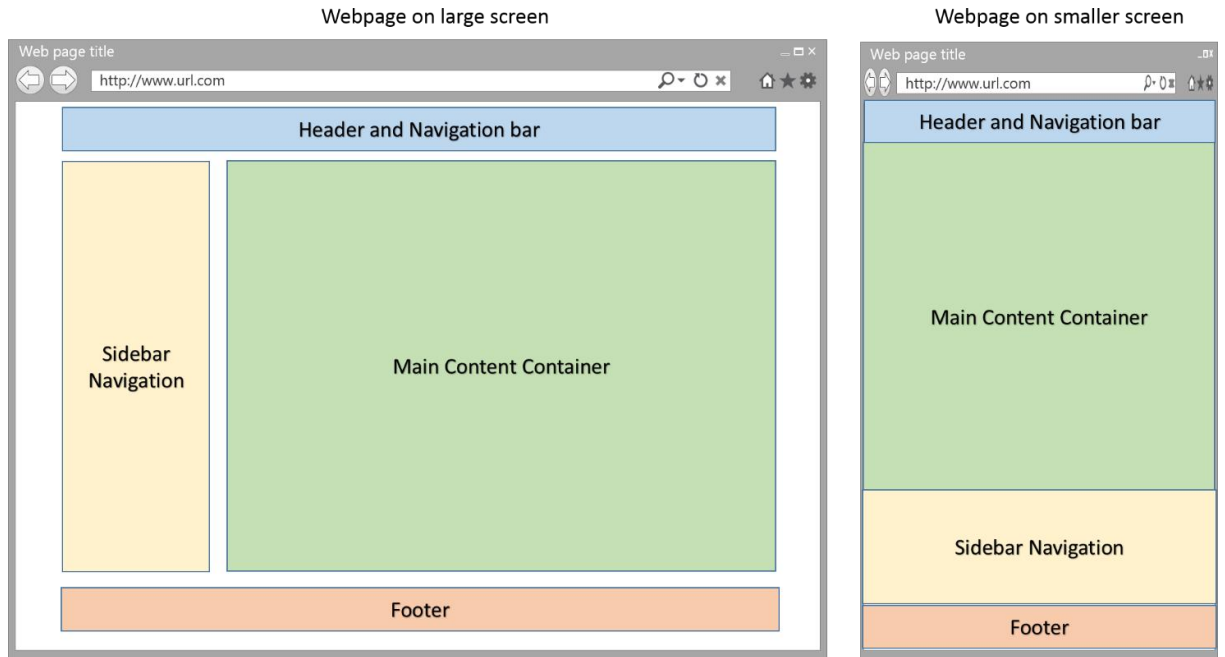 Webpage on large screen
Web page title
http://www.url.com
Header and Navigation bar
Sidebar
Navigation
Main Content Container
Footer
Webpage on smaller screen
Web page title
http://www.url.com
Header and Navigation bar
Main Content Container
Sidebar Navigation
Footer